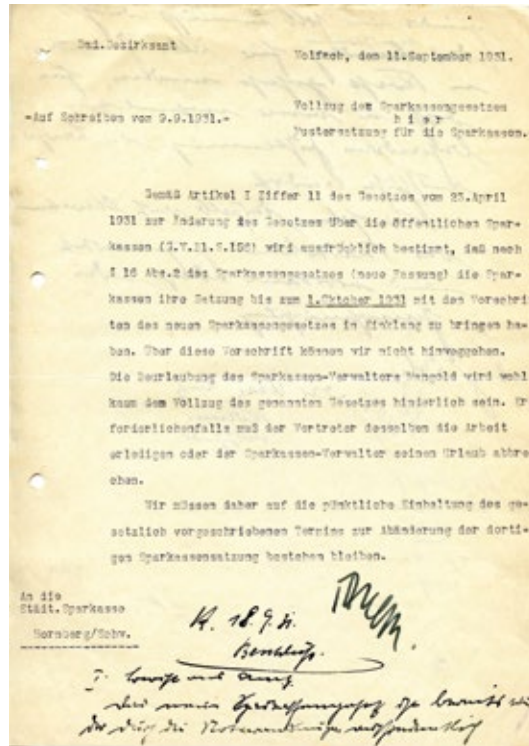 Bad.Bezirksamt
Wolfach, den 11.September 1931.
Vollzug des Sparkassengesetzes
-Auf Schreiben vom 9.9.1931.-
hier
Mustersatzung für die Sparkassen.
Gemäß Artikel I Ziffer 11 des Gesetzes vom 23.April
1931 zur Änderung des Gesetzes über die öffentlichen Spar-
kassen (G.V.Bl.S.156) wird ausdrücklich bestimmt, daß nach
§ 16 Abs.2 des Sparkassengesetzes (neue Fassung) die Spar-
kassen ihre Satzung bis zum 1.Oktober 1931 mit den Vorschrif
ten des neuen Sparkassengesetzes in Einklang zu bringen ha-
ben. Über diese Vorschrift können wir nicht hinweggehen.
Die Beurlaubung des Sparkassen-Verwalters Mangold wird wohl
kaum dem Vollzug des genannten Gesetzes hinderlich sein. Er
forderlichenfalls muß der Vertreter desselben die Arbeit
erledigen oder der Sparkassen-Verwalter seinen Urlaub abbre
chen.
Wir müssen daher auf die pünktliche Einhaltung des ge-
setzlich vorgeschriebenen Termins zur Abänderung der dorti-
gen Sparkassensatzung bestehen bleiben.
An die
Städt.Sparkasse
Hornberg/Schw.
K. 18.9.31.
Beschluss.